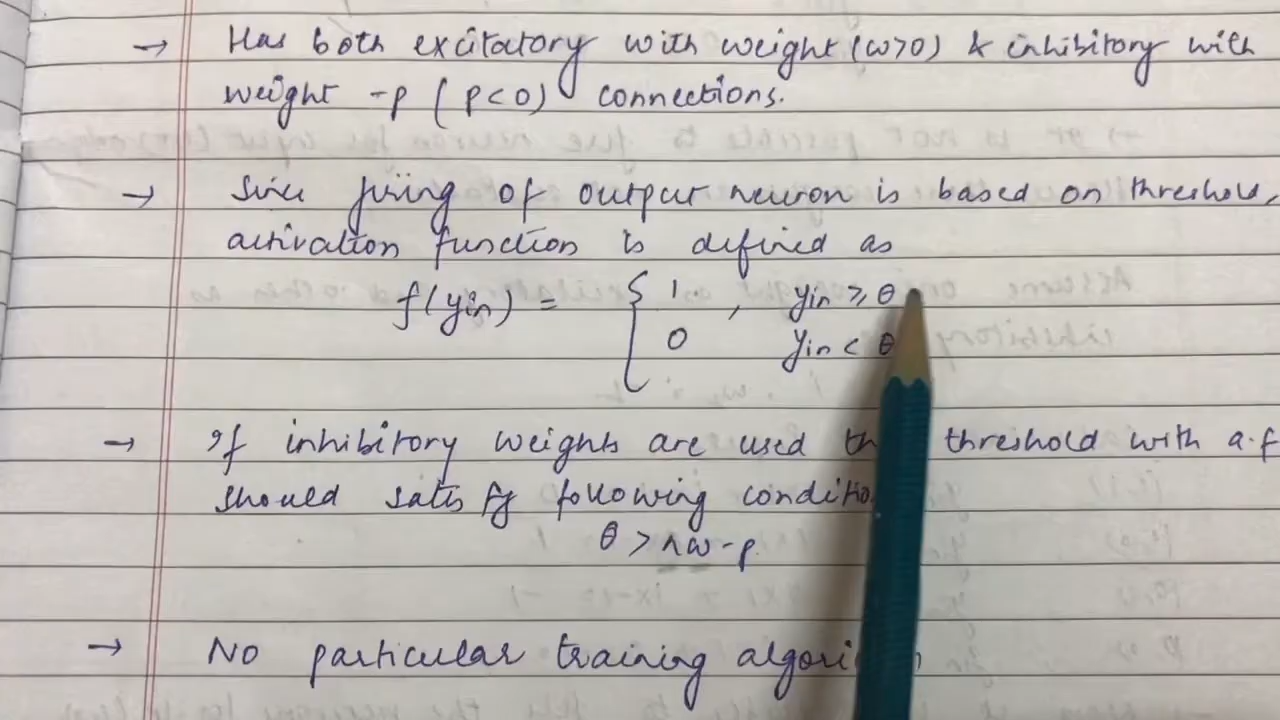 → Has both excitatory with weight (w>0) & inhibitory with
weight -p (p<0) connections.
→ Since firing of output neuron is based on threshold,
activation function is defined as
f(yin) = { 1 , yin ≥ θ
0 yin < θ
→ If inhibitory weights are used th threshold with a.f
should satisfy following conditio
θ > nw - p.
→ No particular training algori